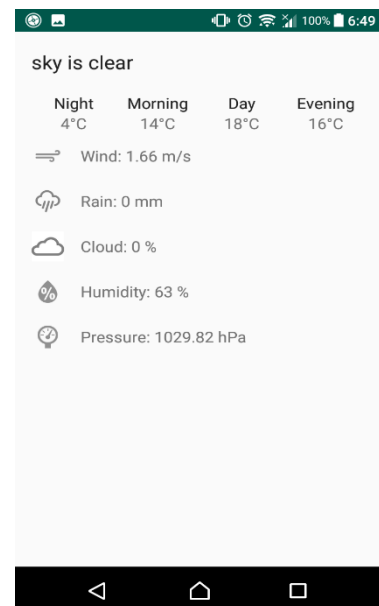 100% 6:49
sky is clear
Night Morning Day Evening
4°C 14°C 18°C 16°C
Wind: 1.66 m/s
Rain: 0 mm
Cloud: 0 %
% Humidity: 63 %
Pressure: 1029.82 hPa